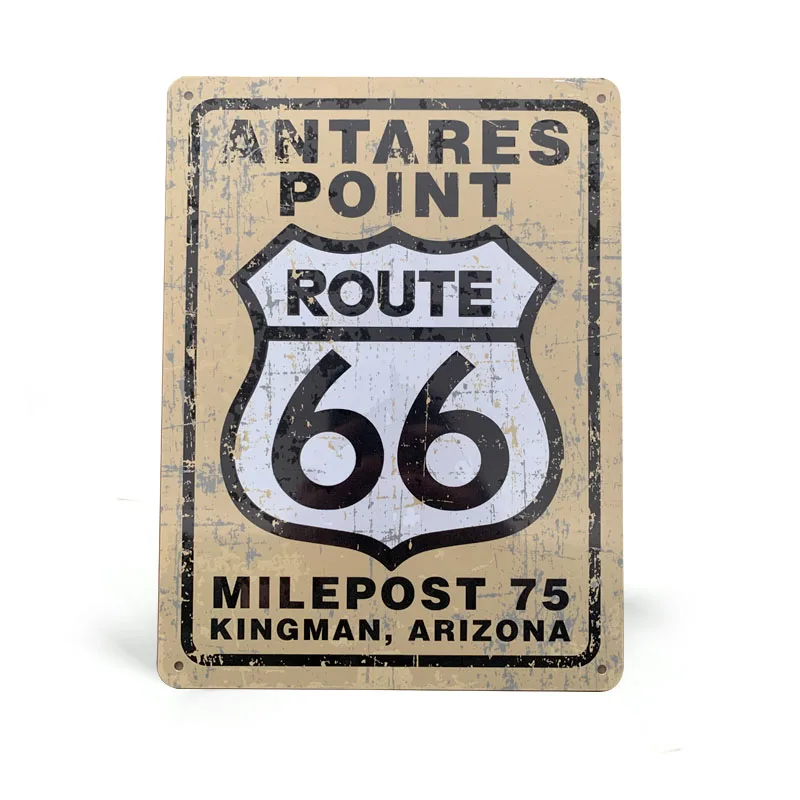 ANTARES
POINT
ROUTE
66
MILEPOST 75
KINGMAN, ARIZONA